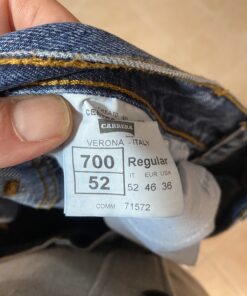 CARRERA
VERONA - ITALY
700 Regular
IT EUR USA
52 52 46 36
COMM 71572